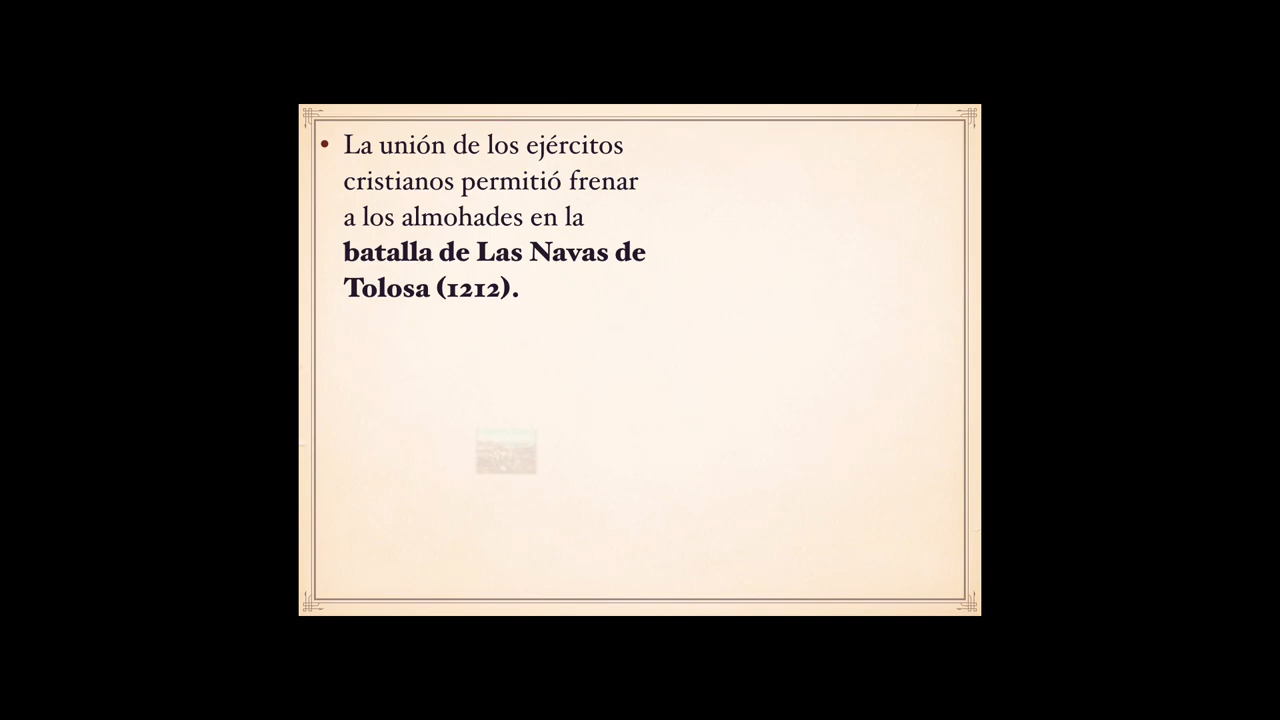 • La unión de los ejércitos
cristianos permitió frenar
a los almohades en la
batalla de Las Navas de
Tolosa (1212).